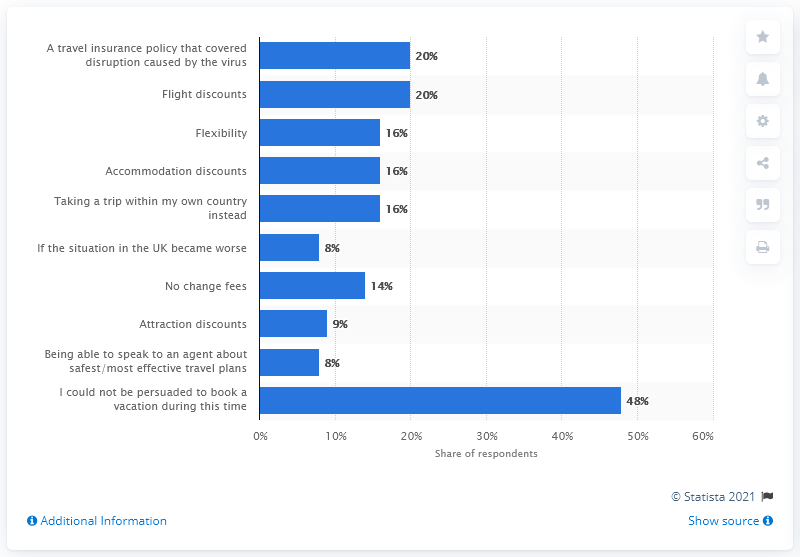 A travel insurance policy that covered
disruption caused by the virus
20%
Flight discounts
20%
Flexibility
16%
Accommodation discounts
16%
Taking a trip within my own country
instead
16%
If the situation in the UK became worse
8%
No change fees
14%
Attraction discounts
9%
Being able to speak to an agent about
safest/most effective travel plans
8%
I could not be persuaded to book a
vacation during this time
48%
0% 10% 20% 30% 40% 50% 60%
Share of respondents
© Statista 2021
Additional Information
Show source